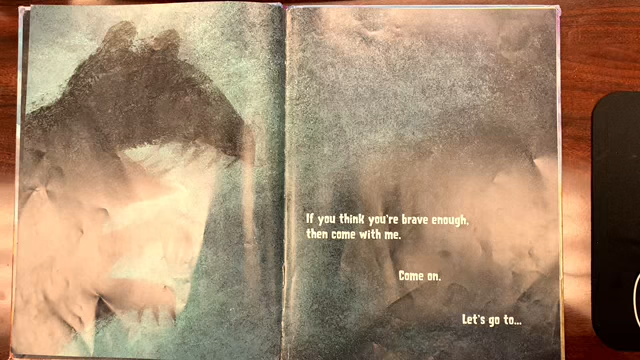 If you think you're brave enough,
then come with me.
Come on.
Let's go to...